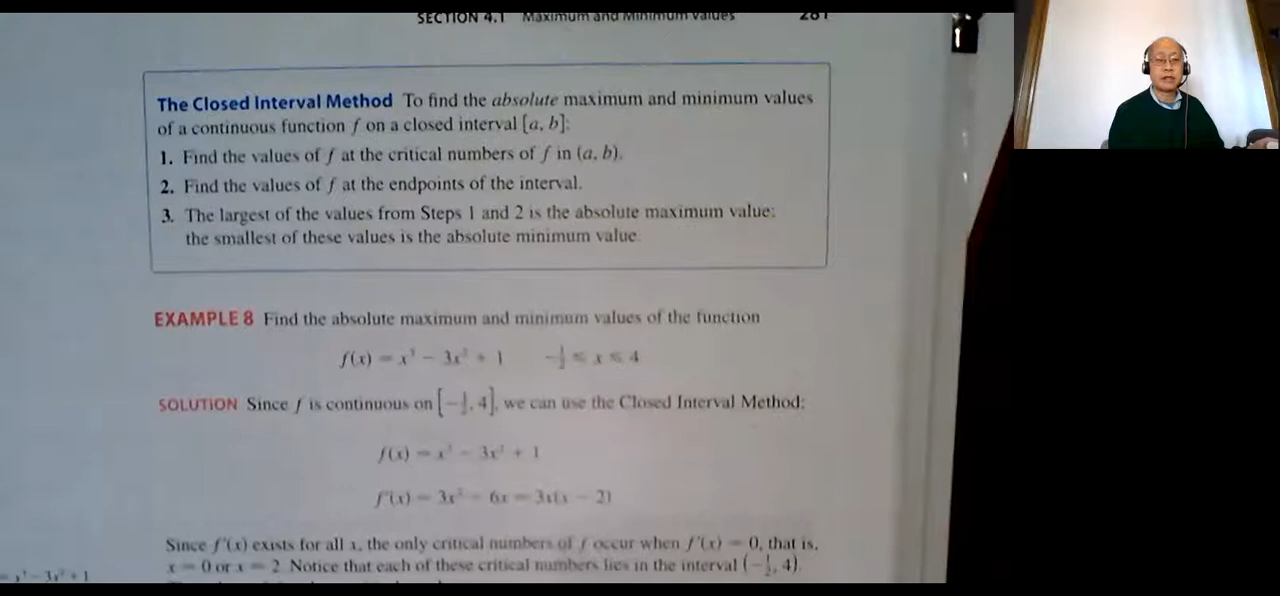 SECTION 4.1 Maximum and Minimum Values 281
The Closed Interval Method To find the absolute maximum and minimum values
of a continuous function f on a closed interval [a, b]:
1. Find the values of f at the critical numbers of f in (a, b).
2. Find the values of f at the endpoints of the interval.
3. The largest of the values from Steps 1 and 2 is the absolute maximum value;
the smallest of these values is the absolute minimum value.
EXAMPLE 8 Find the absolute maximum and minimum values of the function
f(x) = x³ − 3x² + 1 −½ ≤ x ≤ 4
SOLUTION Since f is continuous on [−½, 4], we can use the Closed Interval Method:
f(x) = x³ − 3x² + 1
f′(x) = 3x² − 6x = 3x(x − 2)
Since f′(x) exists for all x, the only critical numbers of f occur when f′(x) = 0, that is,
x = 0 or x = 2. Notice that each of these critical numbers lies in the interval (−½, 4).
= x³ − 3x² + 1